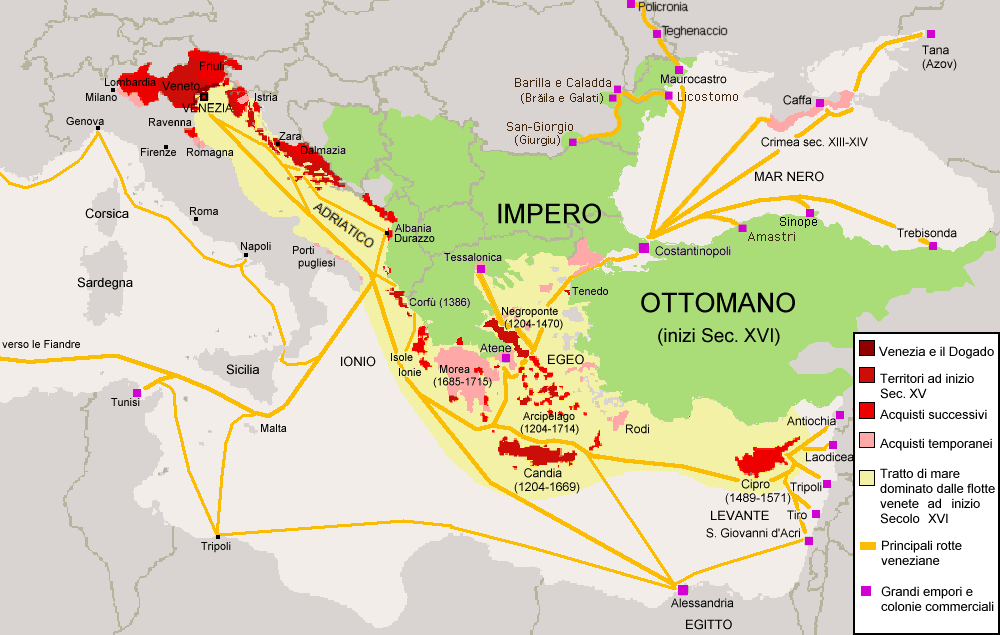 Policronia
Teghenaccio
Tana
(Azov)
Maurocastro
Friuli
Lombardia
Veneto
Milano
VENEZIA
Istria
Barilla e Caladda
(Brăila e Galati)
Licostomo
Caffa
Genova
Ravenna
San-Giorgio
(Giurgiu)
Zara
Crimea sec. XIII-XIV
Firenze
Romagna
Dalmazia
MAR NERO
Corsica
Roma
ADRIATICO
IMPERO
Sinope
Albania
Durazzo
Amastri
Trebisonda
Napoli
Porti
pugliesi
Tessalonica
Costantinopoli
Sardegna
Tenedo
Corfù (1386)
OTTOMANO
Negroponte
(1204-1470)
(inizi Sec. XVI)
verso le Fiandre
Atene
IONIO
Isole
Ionie
EGEO
Sicilia
Morea
(1685-1715)
Tunisi
Arcipelago
(1204-1714)
Malta
Rodi
Antiochia
Laodicea
Candia
(1204-1669)
Cipro
(1489-1571)
Tripoli
LEVANTE
Tiro
S. Giovanni d'Acri
Tripoli
Alessandria
EGITTO
Venezia e il Dogado
Territori ad inizio
Sec. XV
Acquisti successivi
Acquisti temporanei
Tratto di mare
dominato dalle flotte
venete ad inizio
Secolo XVI
Principali rotte
veneziane
Grandi empori e
colonie commerciali